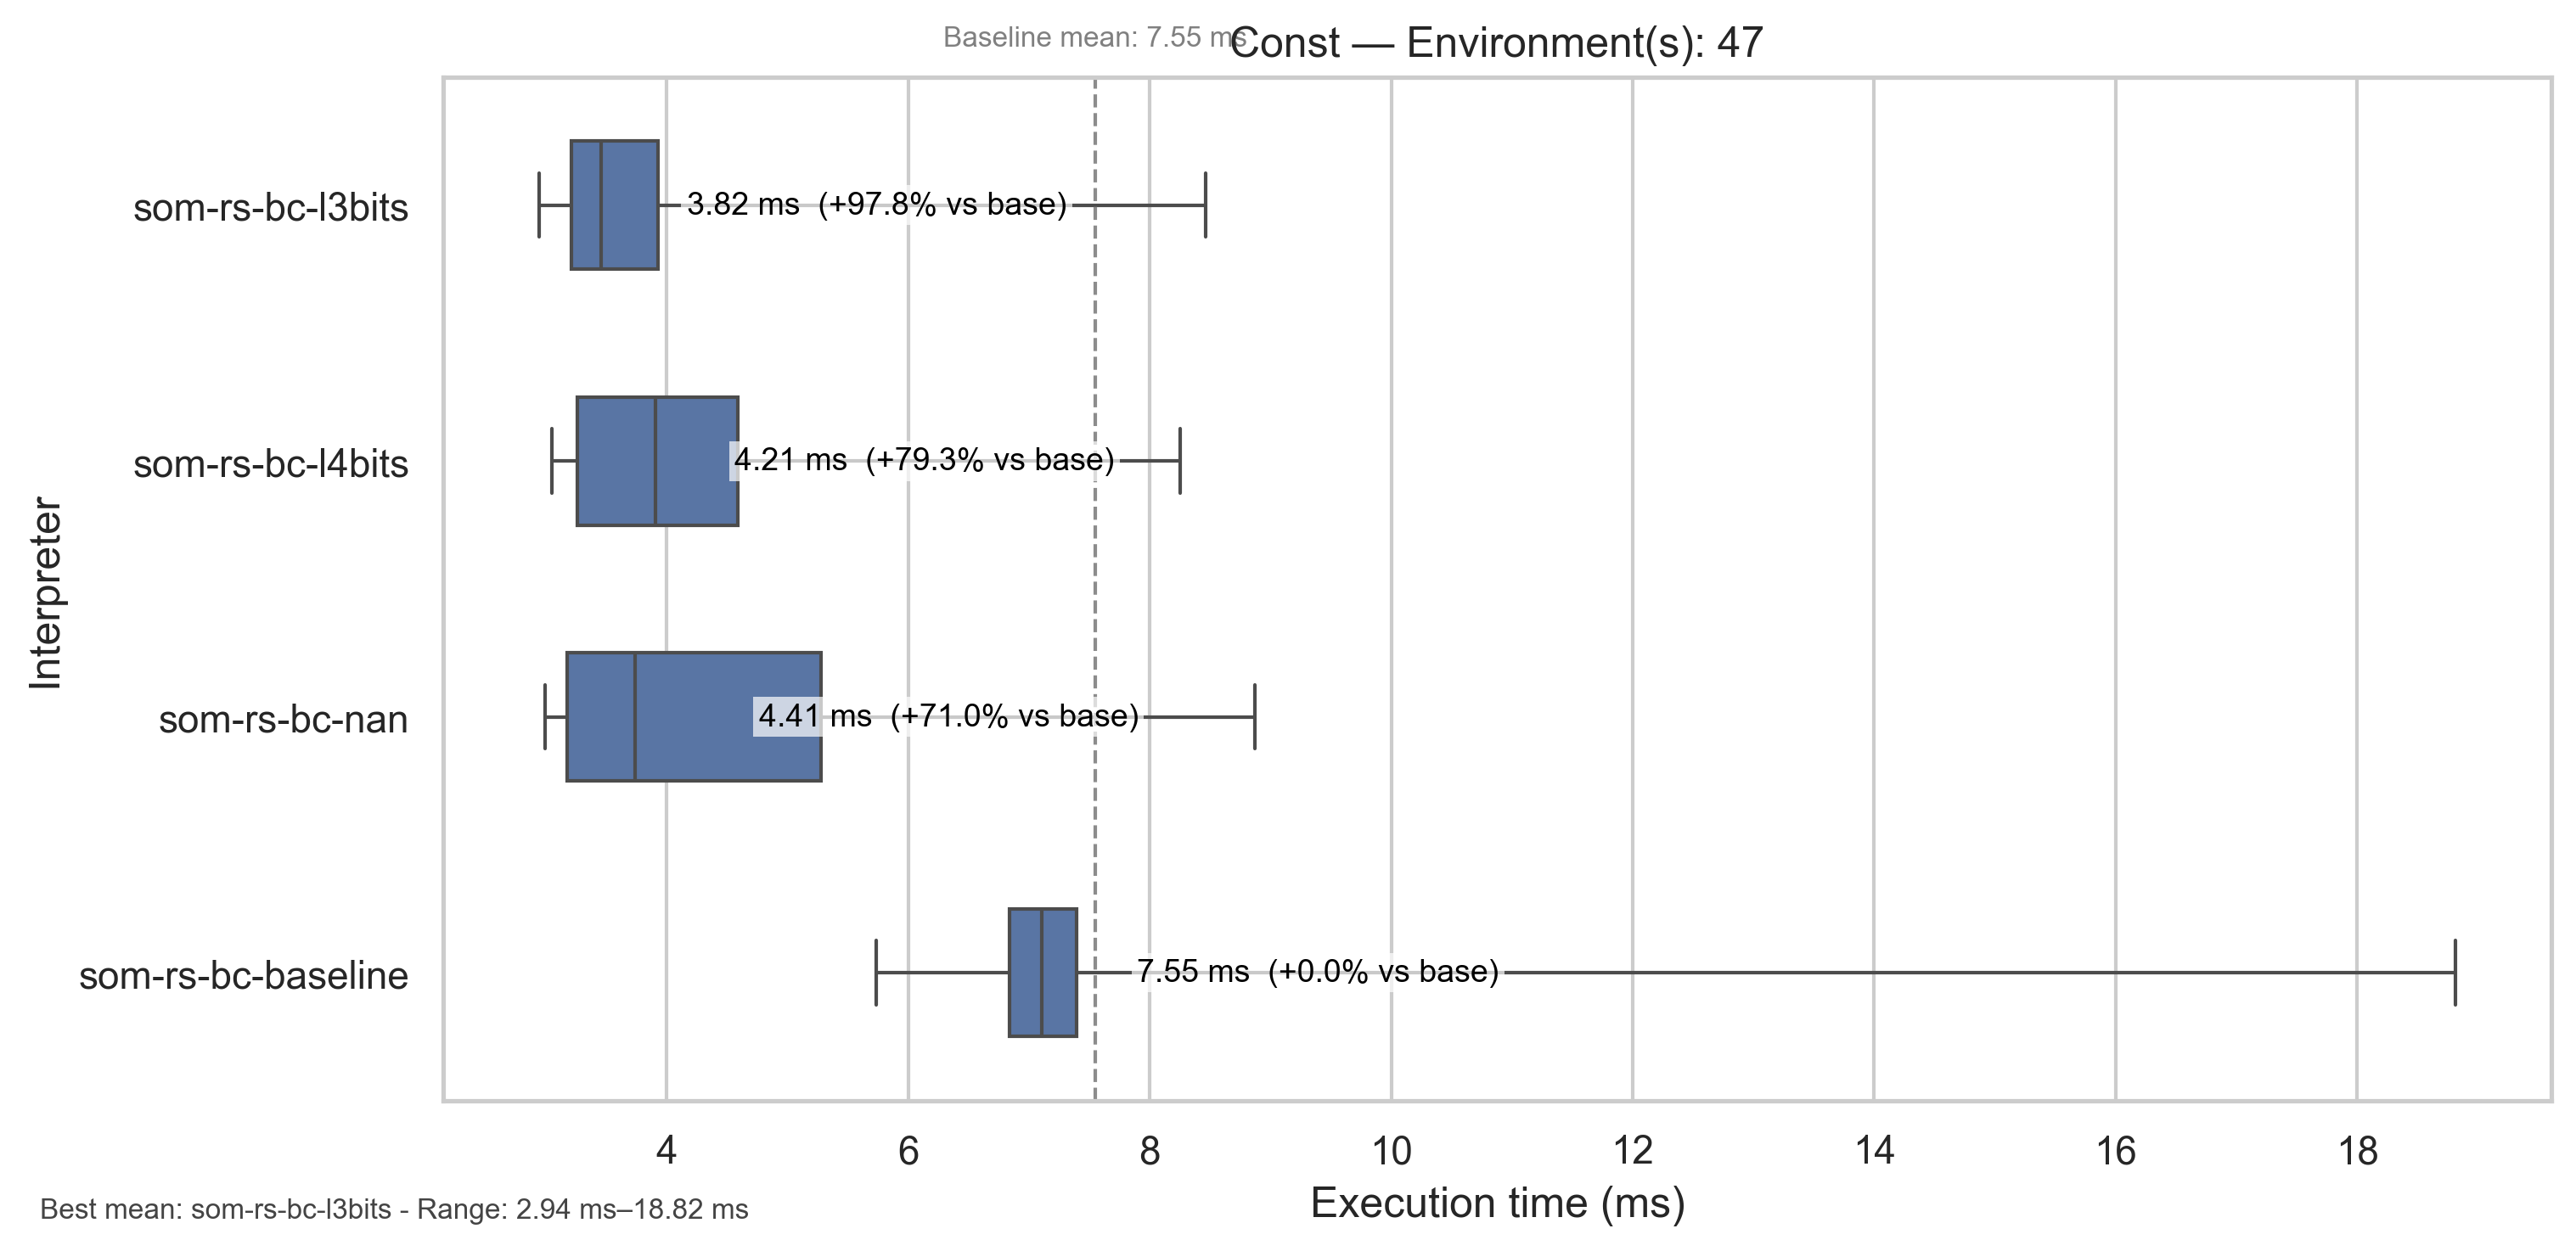 Baseline mean: 7.55 ms
Const — Environment(s): 47
som-rs-bc-l3bits
3.82 ms (+97.8% vs base)
som-rs-bc-l4bits
4.21 ms (+79.3% vs base)
Interpreter
som-rs-bc-nan
4.41 ms (+71.0% vs base)
som-rs-bc-baseline
7.55 ms (+0.0% vs base)
4 6 8 10 12 14 16 18
Execution time (ms)
Best mean: som-rs-bc-l3bits - Range: 2.94 ms–18.82 ms